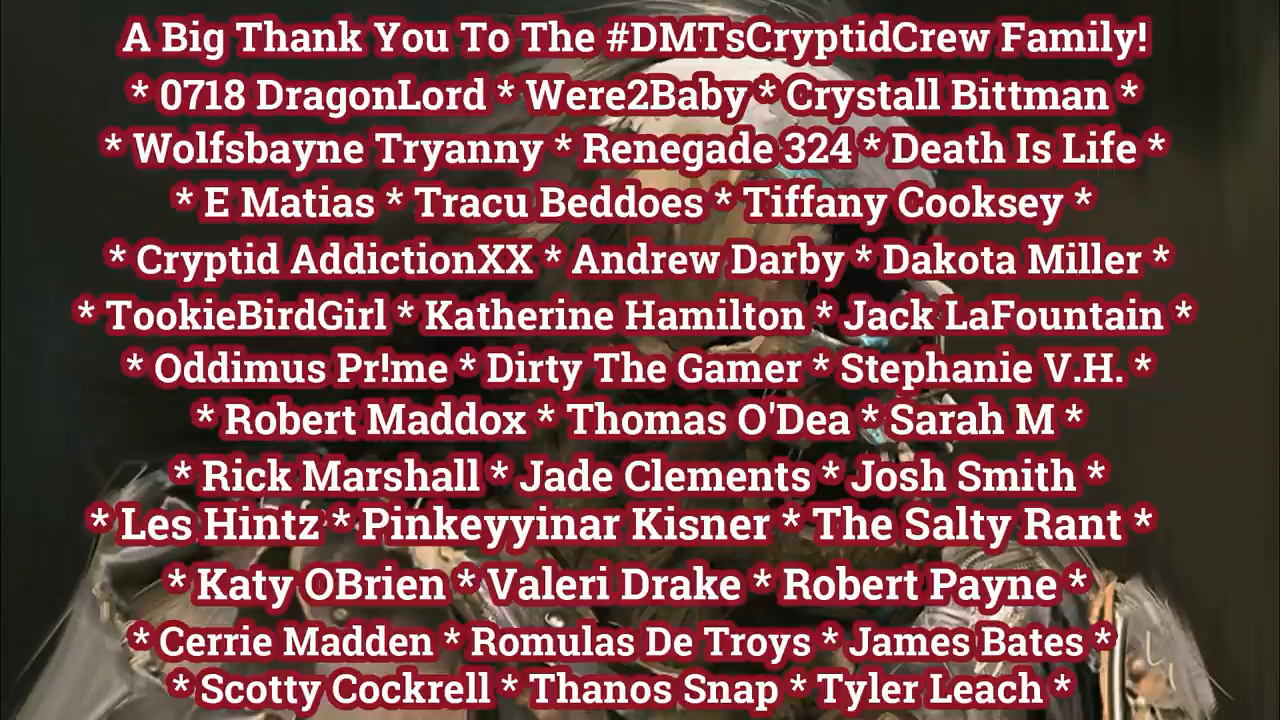 A Big Thank You To The #DMTsCryptidCrew Family!
* 0718 DragonLord * Were2Baby * Crystall Bittman *
* Wolfsbayne Tryanny * Renegade 324 * Death Is Life *
* E Matias * Tracu Beddoes * Tiffany Cooksey *
* Cryptid AddictionXX * Andrew Darby * Dakota Miller *
* TookieBirdGirl * Katherine Hamilton * Jack LaFountain *
* Oddimus Pr!me * Dirty The Gamer * Stephanie V.H. *
* Robert Maddox * Thomas O'Dea * Sarah M *
* Rick Marshall * Jade Clements * Josh Smith *
* Les Hintz * Pinkeyyinar Kisner * The Salty Rant *
* Katy OBrien * Valeri Drake * Robert Payne *
* Cerrie Madden * Romulas De Troys * James Bates *
* Scotty Cockrell * Thanos Snap * Tyler Leach *